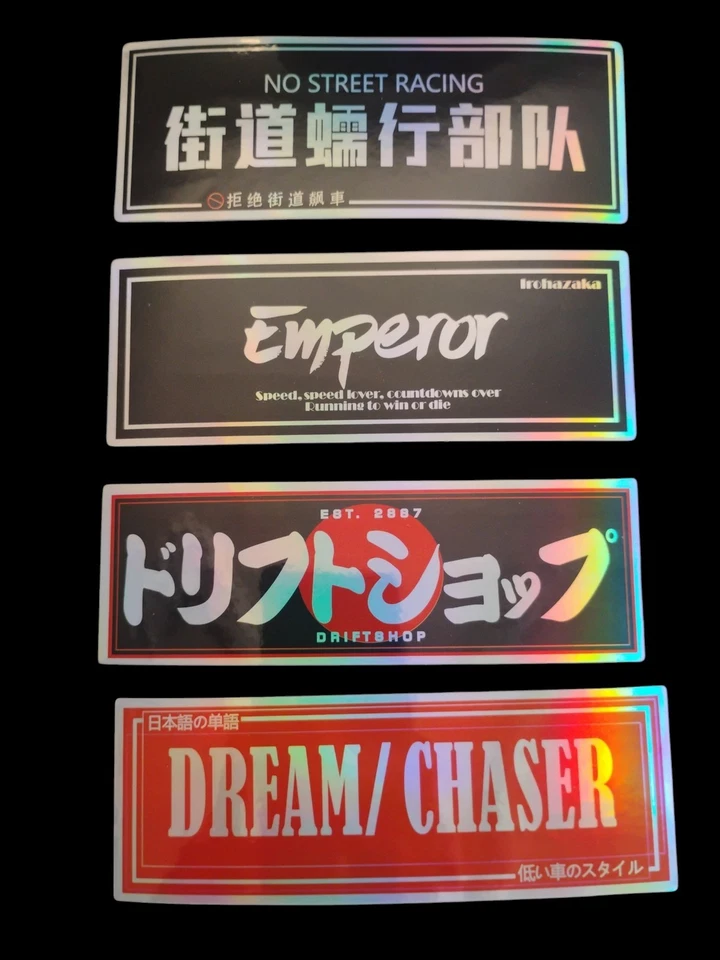 NO STREET RACING
街道蠕行部队
拒绝街道飙車
Irohazaka
Emperor
Speed, speed lover, countdowns over
Running to win or die
EST. 2007
ドリフトショップ
DRIFTSHOP
日本語の単語
DREAM/CHASER
低い車のスタイル